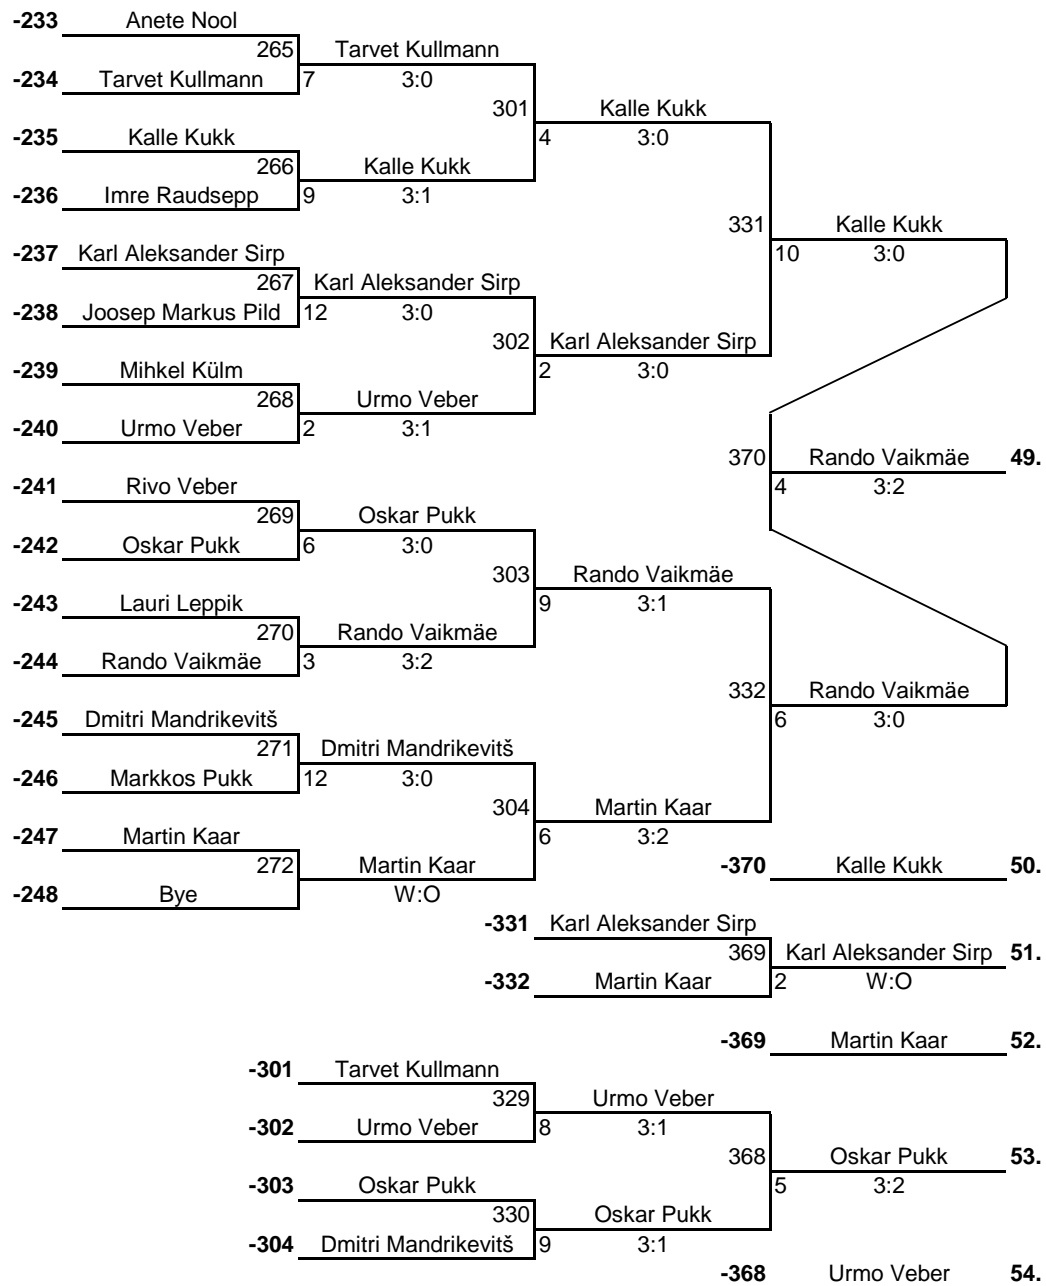 -233 Anete Nool
265 Tarvet Kullmann
-234 Tarvet Kullmann 7 3:0
301 Kalle Kukk
-235 Kalle Kukk 4 3:0
266 Kalle Kukk
-236 Imre Raudsepp 9 3:1
331 Kalle Kukk
-237 Karl Aleksander Sirp 10 3:0
267 Karl Aleksander Sirp
-238 Joosep Markus Pild 12 3:0
302 Karl Aleksander Sirp
-239 Mihkel Külm 2 3:0
268 Urmo Veber
-240 Urmo Veber 2 3:1
370 Rando Vaikmäe 49.
-241 Rivo Veber 4 3:2
269 Oskar Pukk
-242 Oskar Pukk 6 3:0
303 Rando Vaikmäe
-243 Lauri Leppik 9 3:1
270 Rando Vaikmäe
-244 Rando Vaikmäe 3 3:2
332 Rando Vaikmäe
-245 Dmitri Mandrikevitš 6 3:0
271 Dmitri Mandrikevitš
-246 Markkos Pukk 12 3:0
304 Martin Kaar
-247 Martin Kaar 6 3:2
272 Martin Kaar -370 Kalle Kukk 50.
-248 Bye W:O
-331 Karl Aleksander Sirp
369 Karl Aleksander Sirp 51.
-332 Martin Kaar 2 W:O
-369 Martin Kaar 52.
-301 Tarvet Kullmann
329 Urmo Veber
-302 Urmo Veber 8 3:1
368 Oskar Pukk 53.
-303 Oskar Pukk 5 3:2
330 Oskar Pukk
-304 Dmitri Mandrikevitš 9 3:1
-368 Urmo Veber 54.